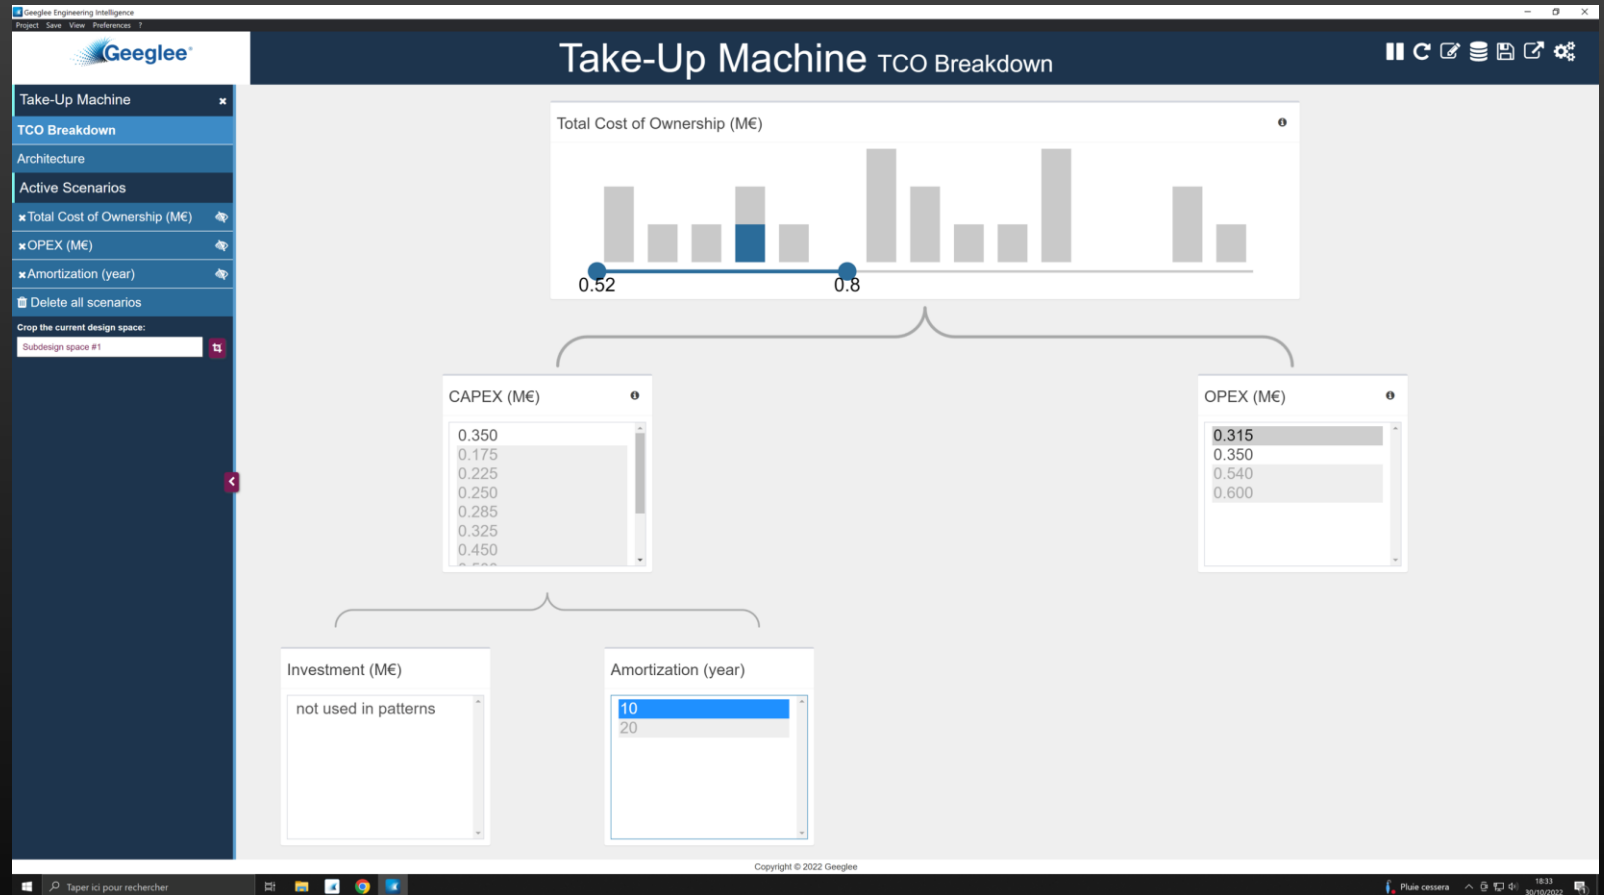 Geeglee Engineering Intelligence
Project Save View Preferences ?
Geeglee®
Take-Up Machine TCO Breakdown
Take-Up Machine
TCO Breakdown
Architecture
Active Scenarios
Total Cost of Ownership (M€)
OPEX (M€)
Amortization (year)
Delete all scenarios
Crop the current design space:
Subdesign space #1
Total Cost of Ownership (M€)
0.52 0.8
CAPEX (M€)
0.350
0.175
0.225
0.250
0.285
0.325
0.450
OPEX (M€)
0.315
0.350
0.540
0.600
Investment (M€)
not used in patterns
Amortization (year)
10
20
Copyright © 2022 Geeglee
Taper ici pour rechercher
Pluie cessera
18:33
30/10/2022